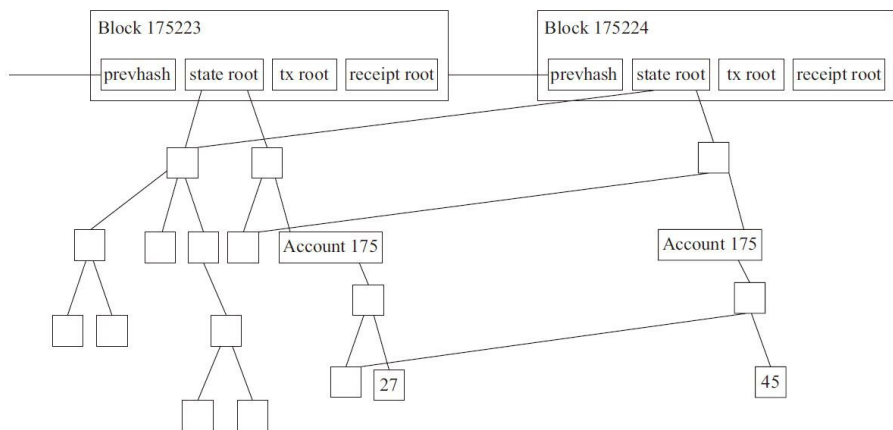 Block 175223
Block 175224
prevhash state root tx root receipt root
prevhash state root tx root receipt root
Account 175
Account 175
27
45